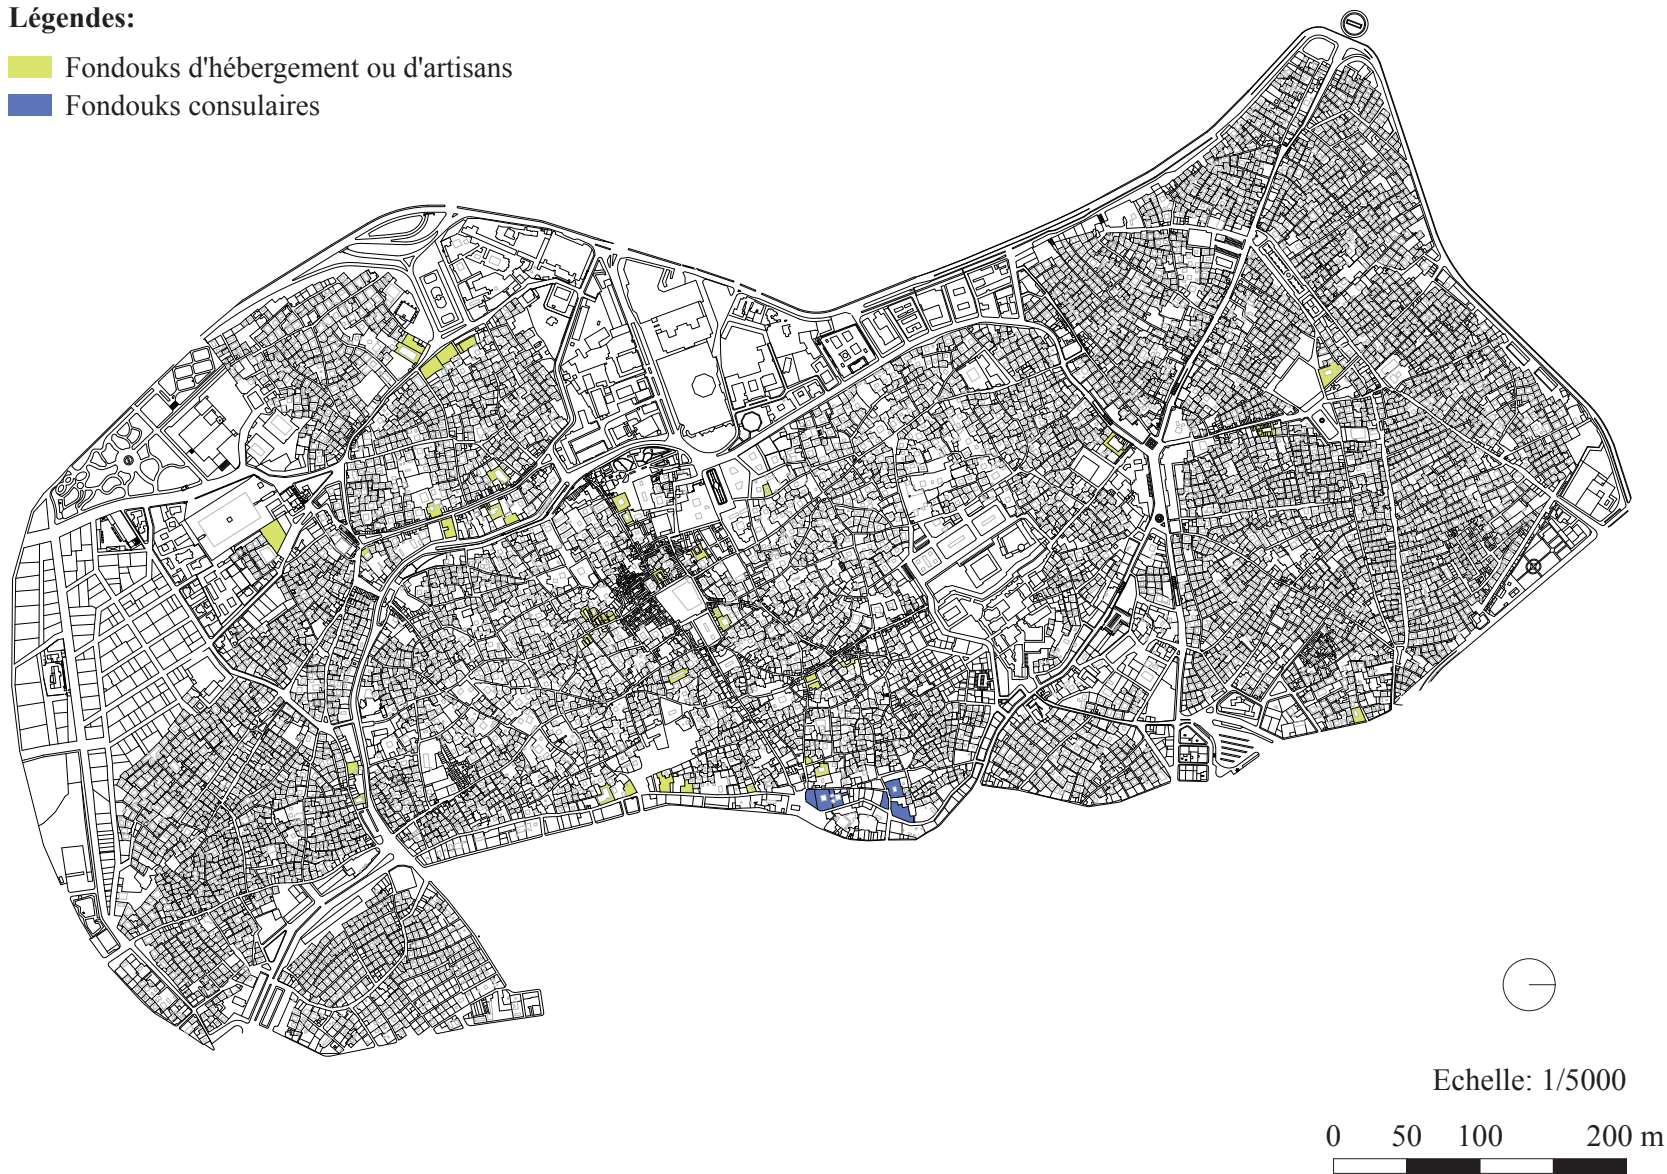 Légendes:
Fondouks d'hébergement ou d'artisans
Fondouks consulaires
Echelle: 1/5000
0 50 100 200 m